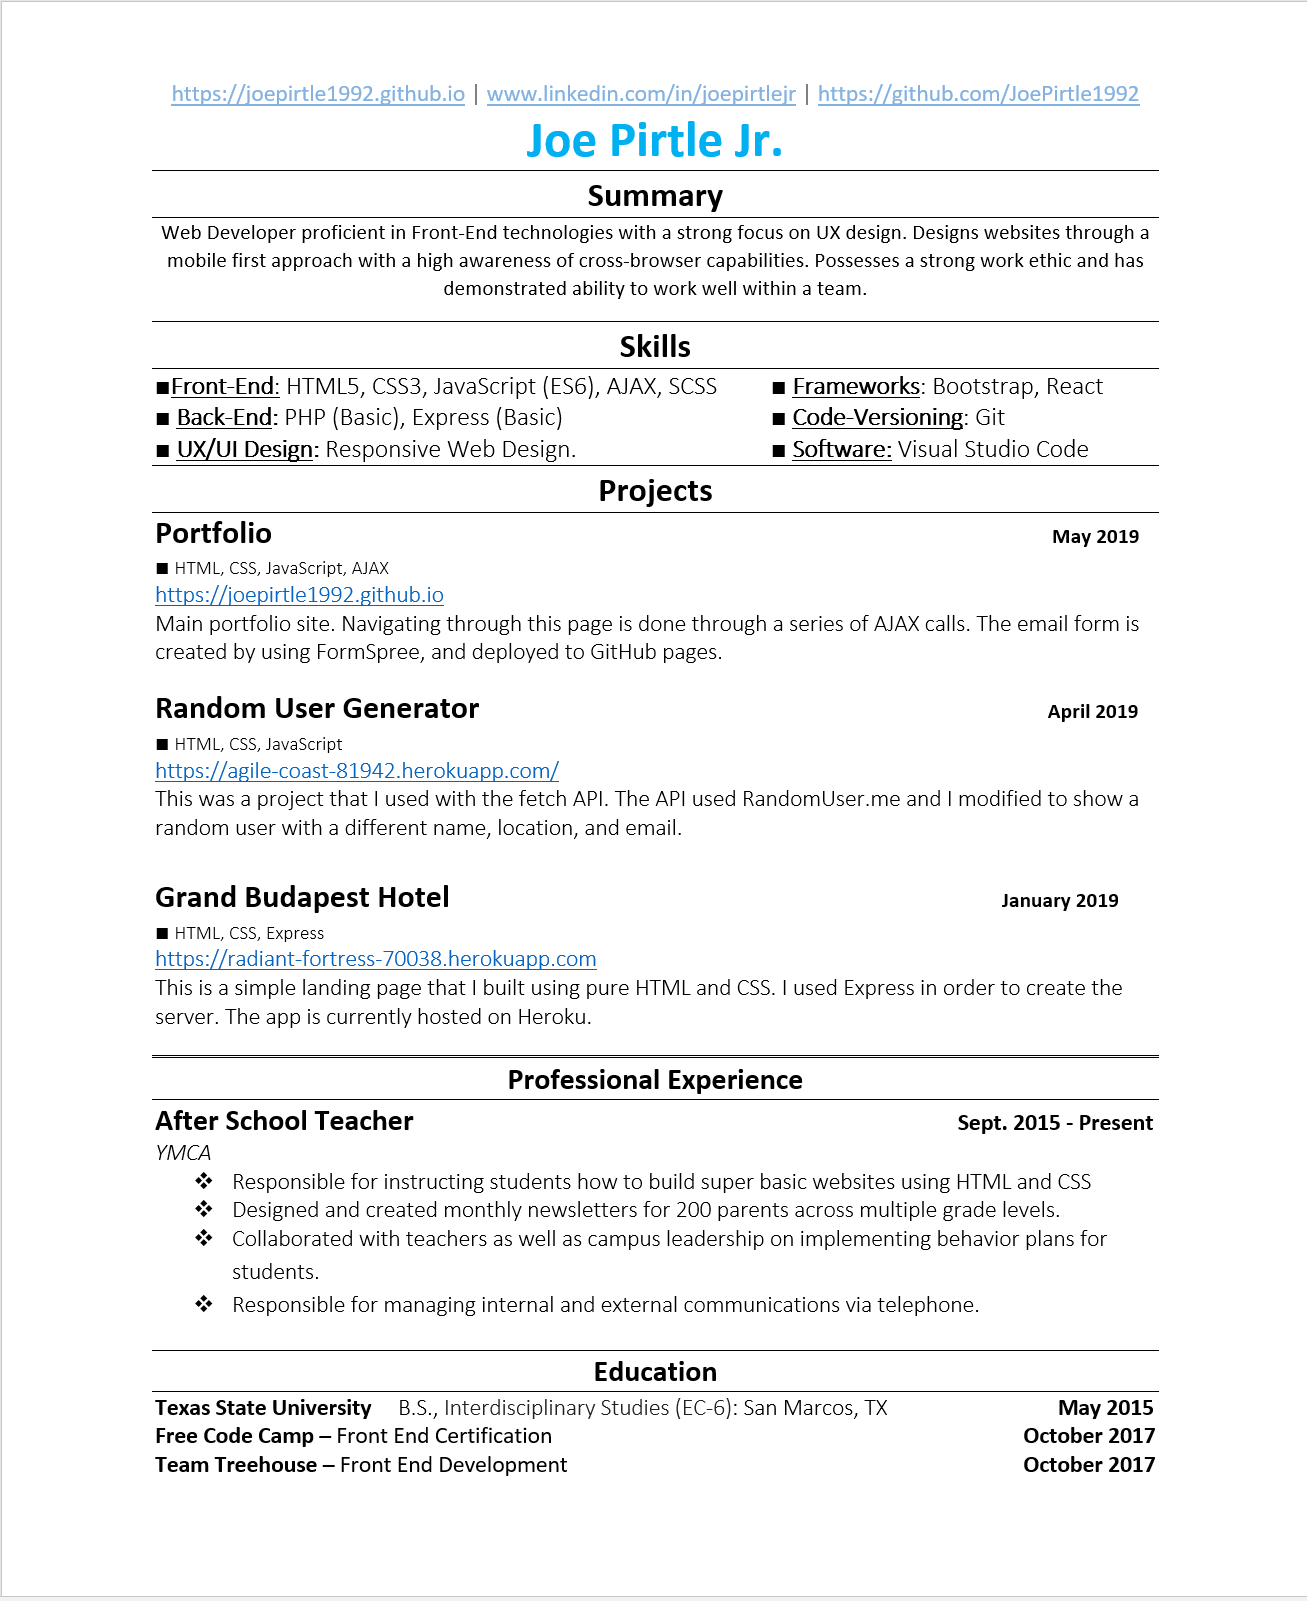 https://joepirtle1992.github.io | www.linkedin.com/in/joepirtlejr | https://github.com/JoePirtle1992
Joe Pirtle Jr.
Summary
Web Developer proficient in Front-End technologies with a strong focus on UX design. Designs websites through a
mobile first approach with a high awareness of cross-browser capabilities. Possesses a strong work ethic and has
demonstrated ability to work well within a team.
Skills
■Front-End: HTML5, CSS3, JavaScript (ES6), AJAX, SCSS ■ Frameworks: Bootstrap, React
■ Back-End: PHP (Basic), Express (Basic) ■ Code-Versioning: Git
■ UX/UI Design: Responsive Web Design. ■ Software: Visual Studio Code
Projects
Portfolio May 2019
■ HTML, CSS, JavaScript, AJAX
https://joepirtle1992.github.io
Main portfolio site. Navigating through this page is done through a series of AJAX calls. The email form is
created by using FormSpree, and deployed to GitHub pages.
Random User Generator April 2019
■ HTML, CSS, JavaScript
https://agile-coast-81942.herokuapp.com/
This was a project that I used with the fetch API. The API used RandomUser.me and I modified to show a
random user with a different name, location, and email.
Grand Budapest Hotel January 2019
■ HTML, CSS, Express
https://radiant-fortress-70038.herokuapp.com
This is a simple landing page that I built using pure HTML and CSS. I used Express in order to create the
server. The app is currently hosted on Heroku.
Professional Experience
After School Teacher Sept. 2015 - Present
YMCA
❖ Responsible for instructing students how to build super basic websites using HTML and CSS
❖ Designed and created monthly newsletters for 200 parents across multiple grade levels.
❖ Collaborated with teachers as well as campus leadership on implementing behavior plans for
students.
❖ Responsible for managing internal and external communications via telephone.
Education
Texas State University B.S., Interdisciplinary Studies (EC-6): San Marcos, TX May 2015
Free Code Camp – Front End Certification October 2017
Team Treehouse – Front End Development October 2017